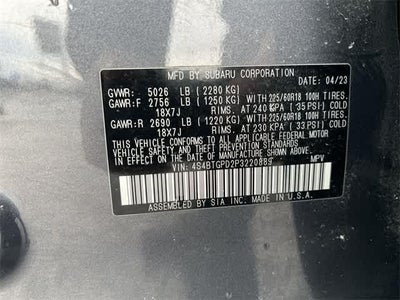 MFD. BY SUBARU CORPORATION DATE: 04/23
GVWR: 5026 LB (2280 KG)
GAWR:F 2756 LB (1250 KG) WITH 225/60R18 100H TIRES.
18X7J RIMS. AT 240 KPA (35 PSI) COLD
GAWR:R 2690 LB (1220 KG) WITH 225/60R18 100H TIRES.
18X7J RIMS. AT 230 KPA (33 PSI) COLD
THIS VEHICLE CONFORMS TO ALL APPLICABLE FEDERAL MOTOR
VEHICLE SAFETY, BUMPER, AND THEFT PREVENTION STANDARDS
IN EFFECT ON THE DATE OF MANUFACTURE SHOWN ABOVE.
VIN: MPV
ASSEMBLED BY SIA INC. MADE IN U.S.A.